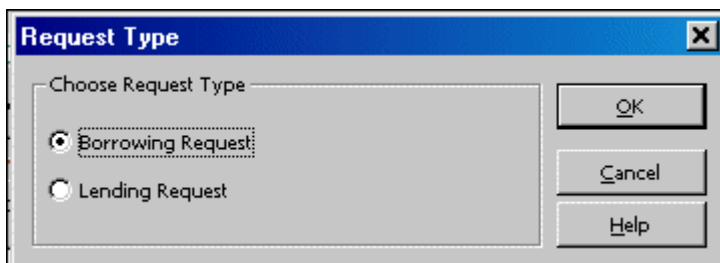 Request Type
Choose Request Type
Borrowing Request
Lending Request
OK
Cancel
Help